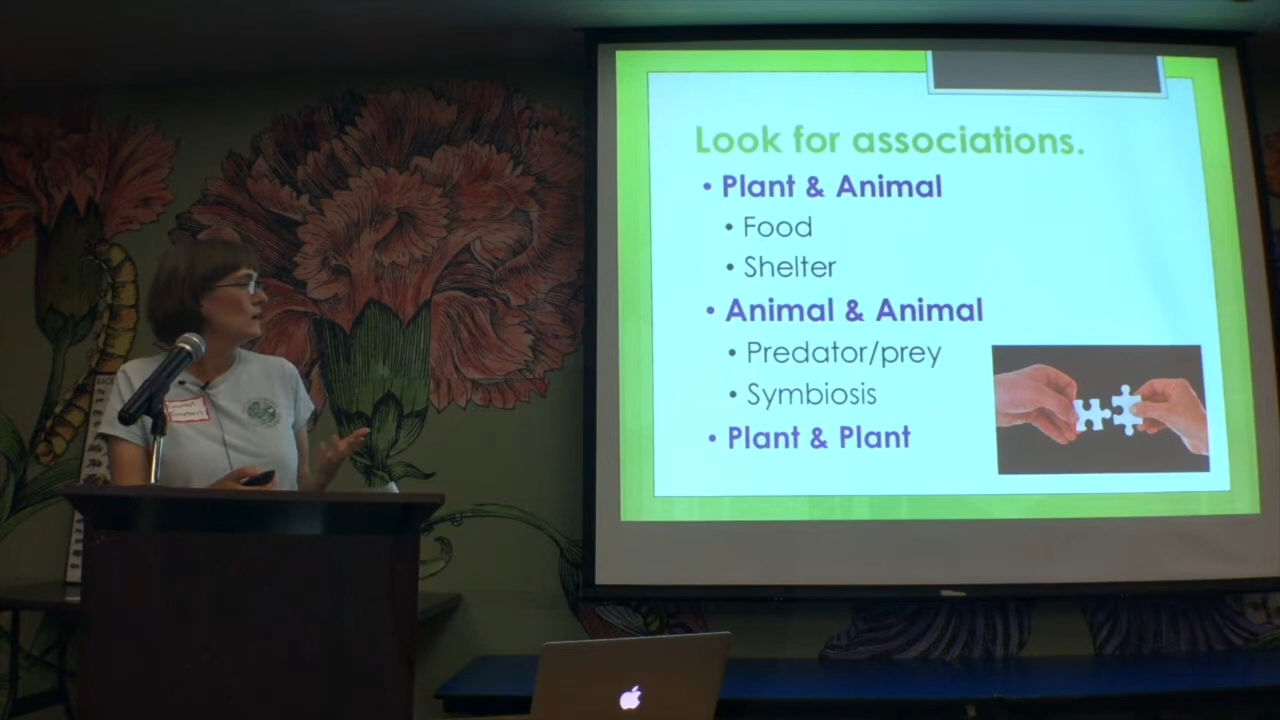 Look for associations.
• Plant & Animal
• Food
• Shelter
• Animal & Animal
• Predator/prey
• Symbiosis
• Plant & Plant